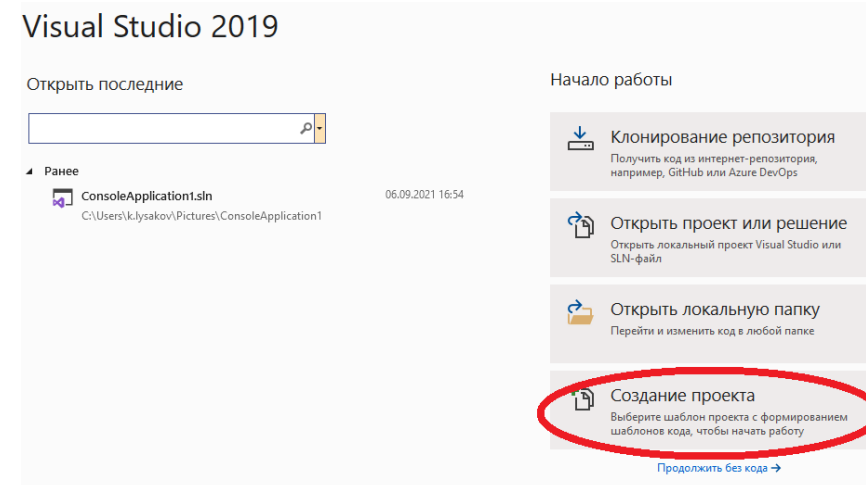 Visual Studio 2019
Открыть последние
Ранее
ConsoleApplication1.sln
06.09.2021 16:54
C:\Users\k.lysakov\Pictures\ConsoleApplication1
Начало работы
Клонирование репозитория
Получить код из интернет-репозитория,
например, GitHub или Azure DevOps
Открыть проект или решение
Открыть локальный проект Visual Studio или
SLN-файл
Открыть локальную папку
Перейти и изменить код в любой папке
Создание проекта
Выберите шаблон проекта с формированием
шаблонов кода, чтобы начать работу
Продолжить без кода →